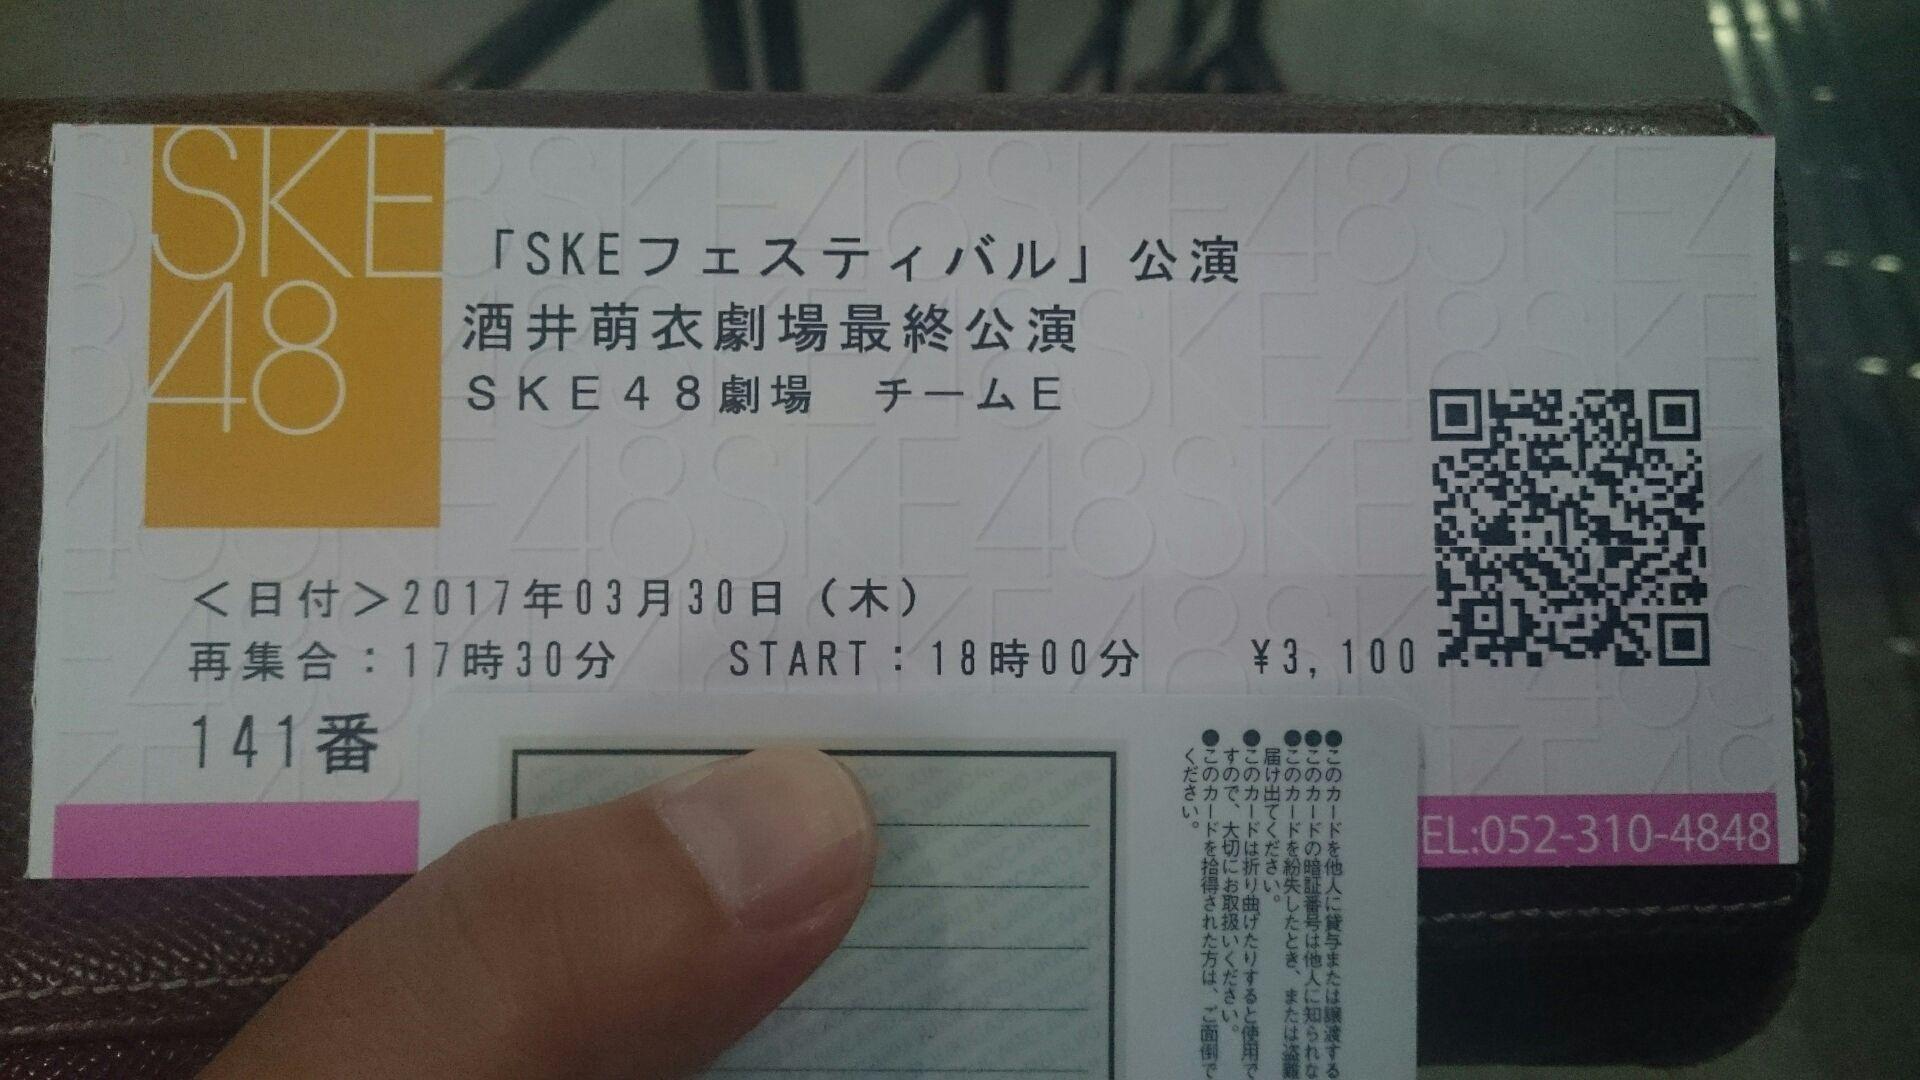 SKE
48
「SKEフェスティバル」公演
酒井萌衣劇場最終公演
SKE48劇場　チームE
＜日付＞2017年03月30日（木）
再集合：17時30分　START：18時00分　¥3,100
141番
EL:052-310-4848
●このカードを他人に貸与または譲渡する
●このカードの暗証番号は他人に知られな
●このカードを紛失したとき、または盗難
届け出てください。
●このカードは折り曲げたりすると使用で
すので、大切にお取扱いください。
●このカードを拾得された方は、ご面倒で
ください。